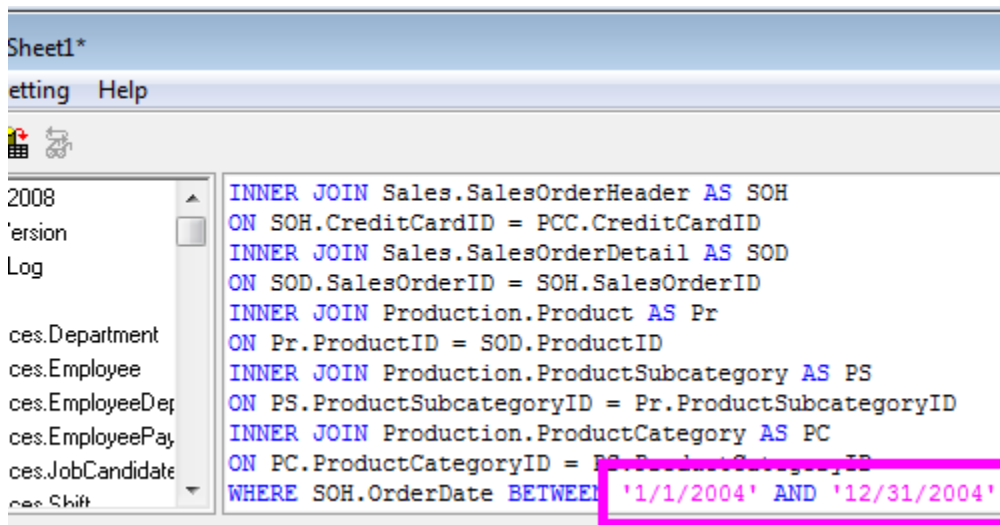 Sheet1*
etting Help
2008
ersion
Log
ces.Department
ces.Employee
ces.EmployeeDep
ces.EmployeePay
ces.JobCandidate
ces.Shift
INNER JOIN Sales.SalesOrderHeader AS SOH
ON SOH.CreditCardID = PCC.CreditCardID
INNER JOIN Sales.SalesOrderDetail AS SOD
ON SOD.SalesOrderID = SOH.SalesOrderID
INNER JOIN Production.Product AS Pr
ON Pr.ProductID = SOD.ProductID
INNER JOIN Production.ProductSubcategory AS PS
ON PS.ProductSubcategoryID = Pr.ProductSubcategoryID
INNER JOIN Production.ProductCategory AS PC
ON PC.ProductCategoryID = PS.ProductCategoryID
WHERE SOH.OrderDate BETWEEN '1/1/2004' AND '12/31/2004'